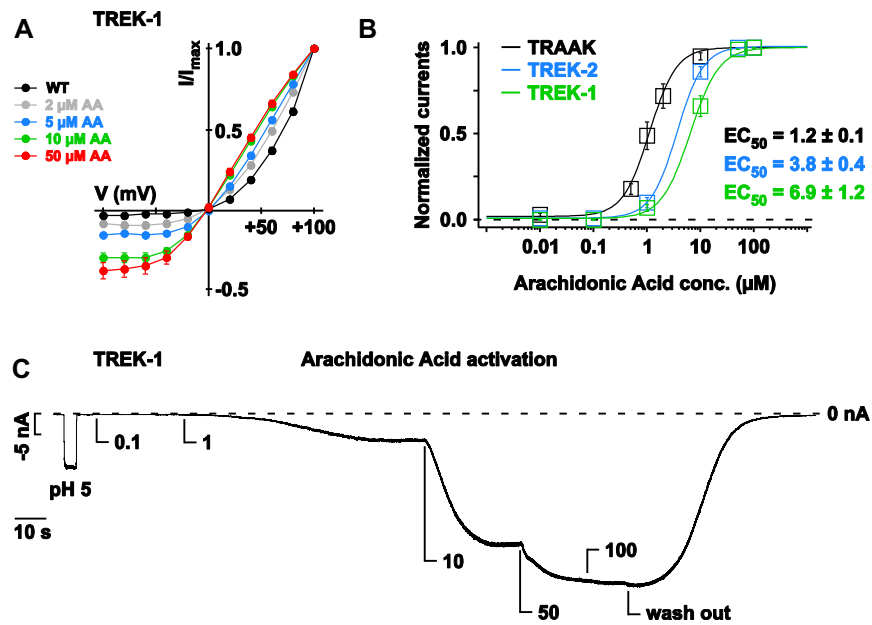 A
TREK-1
I/Imax
1.0
0.5
WT
2 µM AA
5 µM AA
10 µM AA
50 µM AA
V (mV)
+50
+100
-0.5
B
Normalized currents
1.0
0.5
0.0
TRAAK
TREK-2
TREK-1
EC50 = 1.2 ± 0.1
EC50 = 3.8 ± 0.4
EC50 = 6.9 ± 1.2
0.01
0.1
1
10
100
Arachidonic Acid conc. (µM)
C
TREK-1
Arachidonic Acid activation
-5 nA
0 nA
pH 5
0.1
1
10
50
100
wash out
10 s